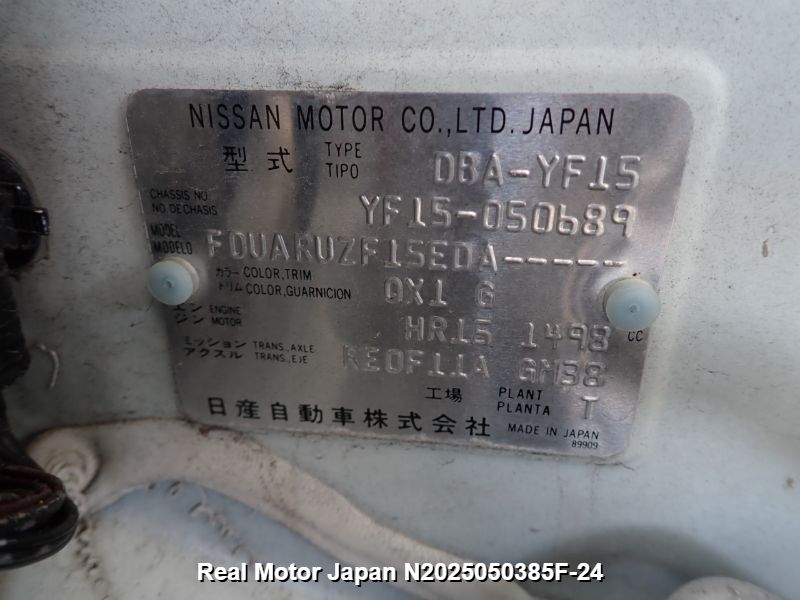 NISSAN MOTOR CO.,LTD. JAPAN
型式 TYPE TIPO DBA-YF15
CHASSIS NO. NO.DECHASIS YF15-050689
MODEL MODELO FDUARUZF15EDA-----
カラー COLOR,TRIM トリム COLOR,GUARNICION QX1 G
エンジン ENGINE MOTOR HR15 1498 CC
ミッション TRANS.,AXLE アクスル TRANS.,EJE RE0F11A GM38
工場 PLANT PLANTA T
日産自動車株式会社 MADE IN JAPAN
89909
Real Motor Japan N2025050385F-24